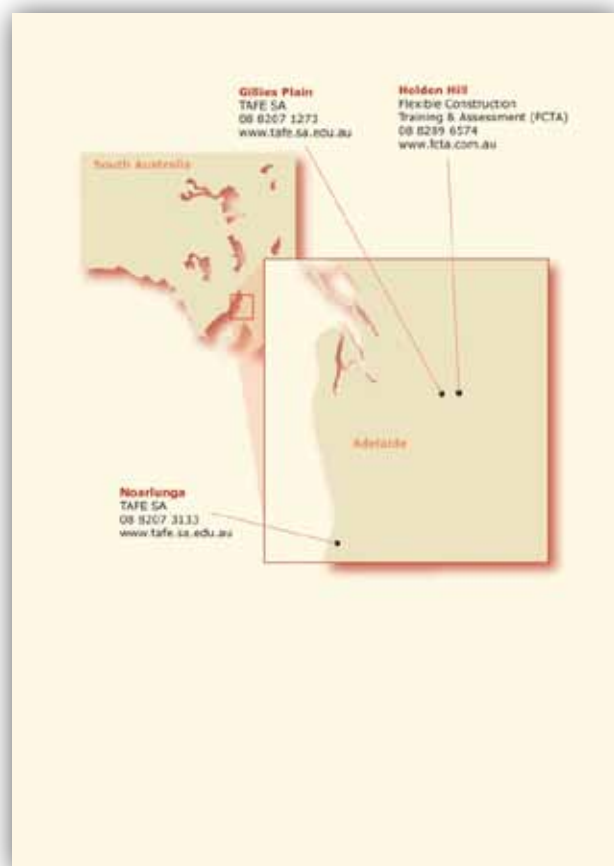 Gillies Plain
TAFE SA
08 8207 1273
www.tafe.sa.edu.au
Holden Hill
Flexible Construction
Training & Assessment (FCTA)
08 8289 6574
www.fcta.com.au
South Australia
Adelaide
Noarlunga
TAFE SA
08 8207 3133
www.tafe.sa.edu.au